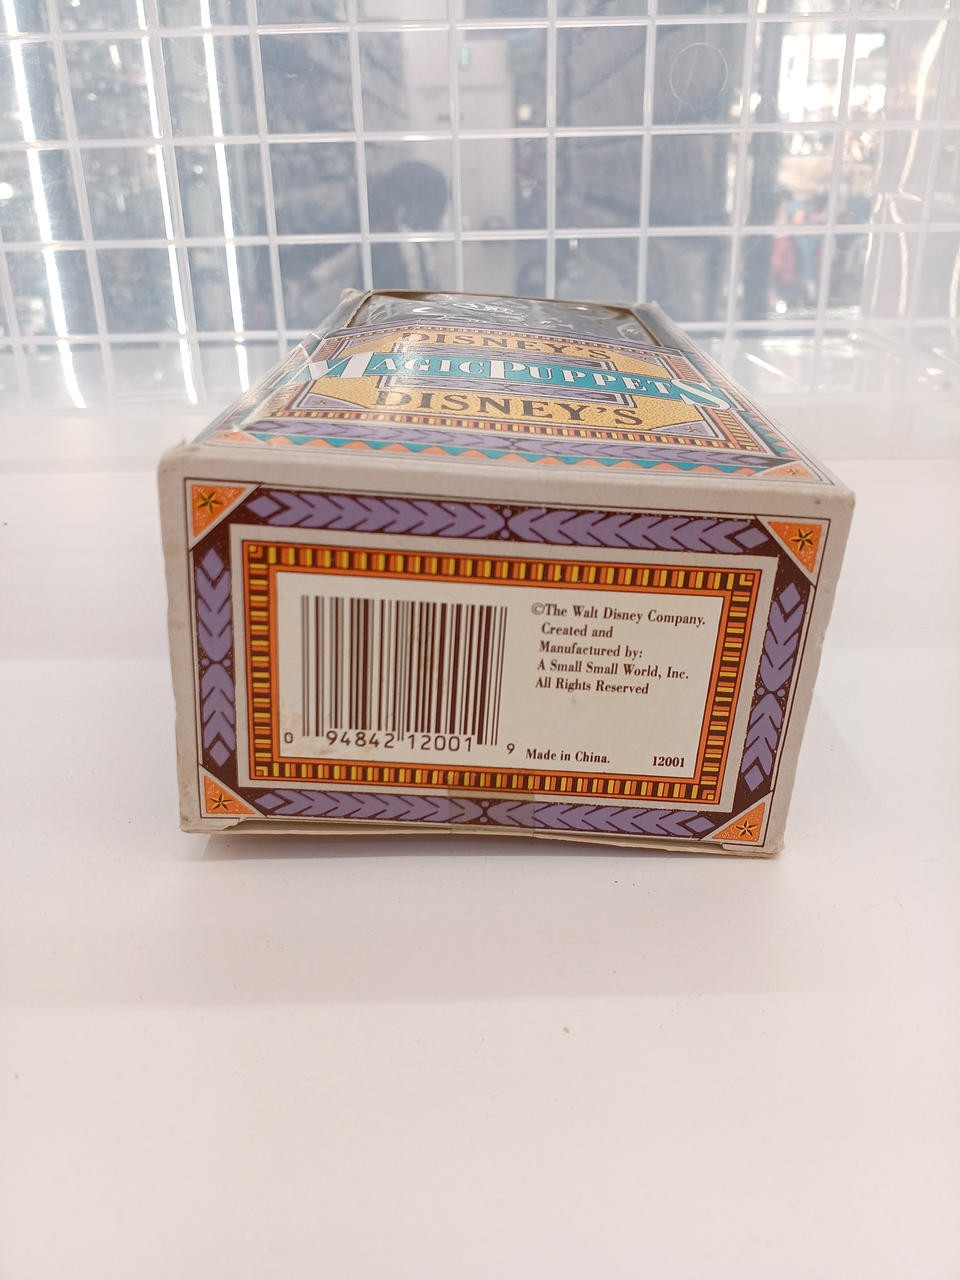 DISNEY'S
MAGIC PUPPETS
DISNEY'S
©The Walt Disney Company.
Created and
Manufactured by:
A Small Small World, Inc.
All Rights Reserved
0 94842 12001 9
Made in China. 12001